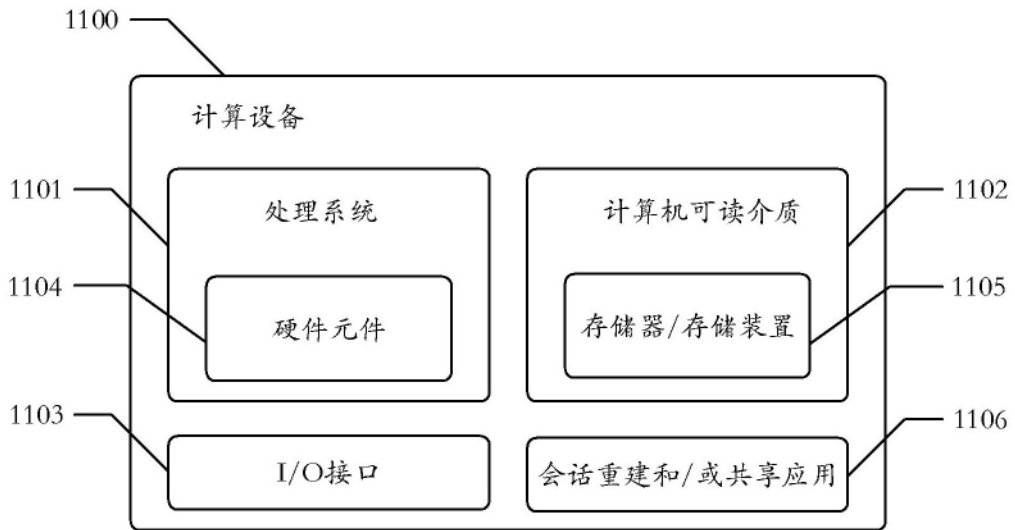 1100
计算设备
1101
处理系统
计算机可读介质
1102
1104
硬件元件
存储器/存储装置
1105
1103
I/O接口
会话重建和/或共享应用
1106